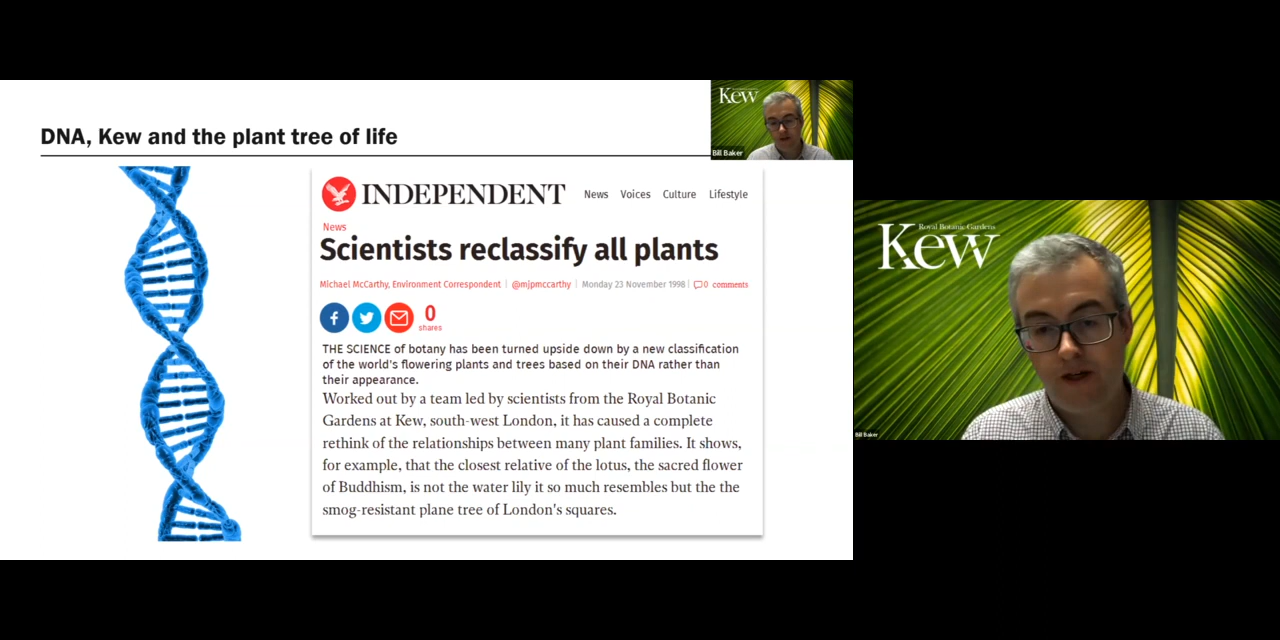 DNA, Kew and the plant tree of life
Kew
Bill Baker
INDEPENDENT
News Voices Culture Lifestyle
News
Scientists reclassify all plants
Michael McCarthy, Environment Correspondent | @mjpmccarthy | Monday 23 November 1998 | 0 comments
0
shares
THE SCIENCE of botany has been turned upside down by a new classification
of the world's flowering plants and trees based on their DNA rather than
their appearance.
Worked out by a team led by scientists from the Royal Botanic
Gardens at Kew, south-west London, it has caused a complete
rethink of the relationships between many plant families. It shows,
for example, that the closest relative of the lotus, the sacred flower
of Buddhism, is not the water lily it so much resembles but the the
smog-resistant plane tree of London's squares.
Royal Botanic Gardens
Kew
Bill Baker